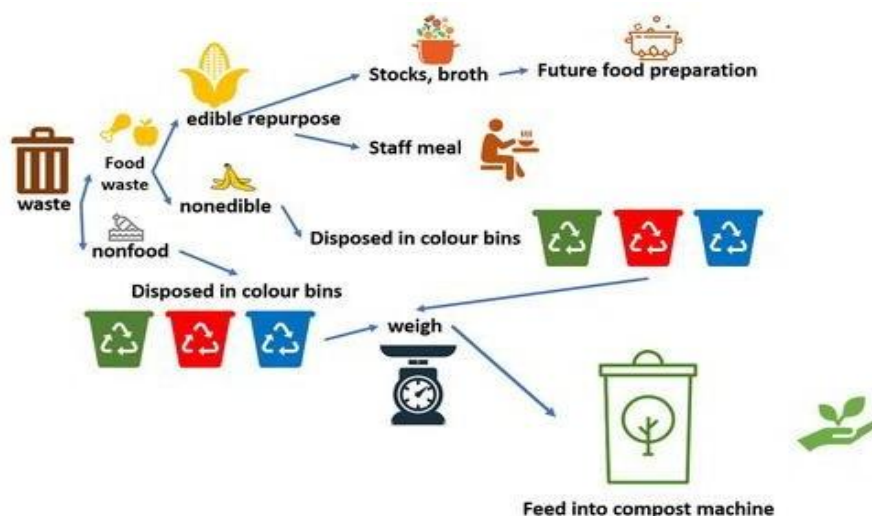 Stocks, broth
Future food preparation
edible repurpose
Staff meal
Food
waste
waste
nonedible
nonfood
Disposed in colour bins
Disposed in colour bins
weigh
Feed into compost machine